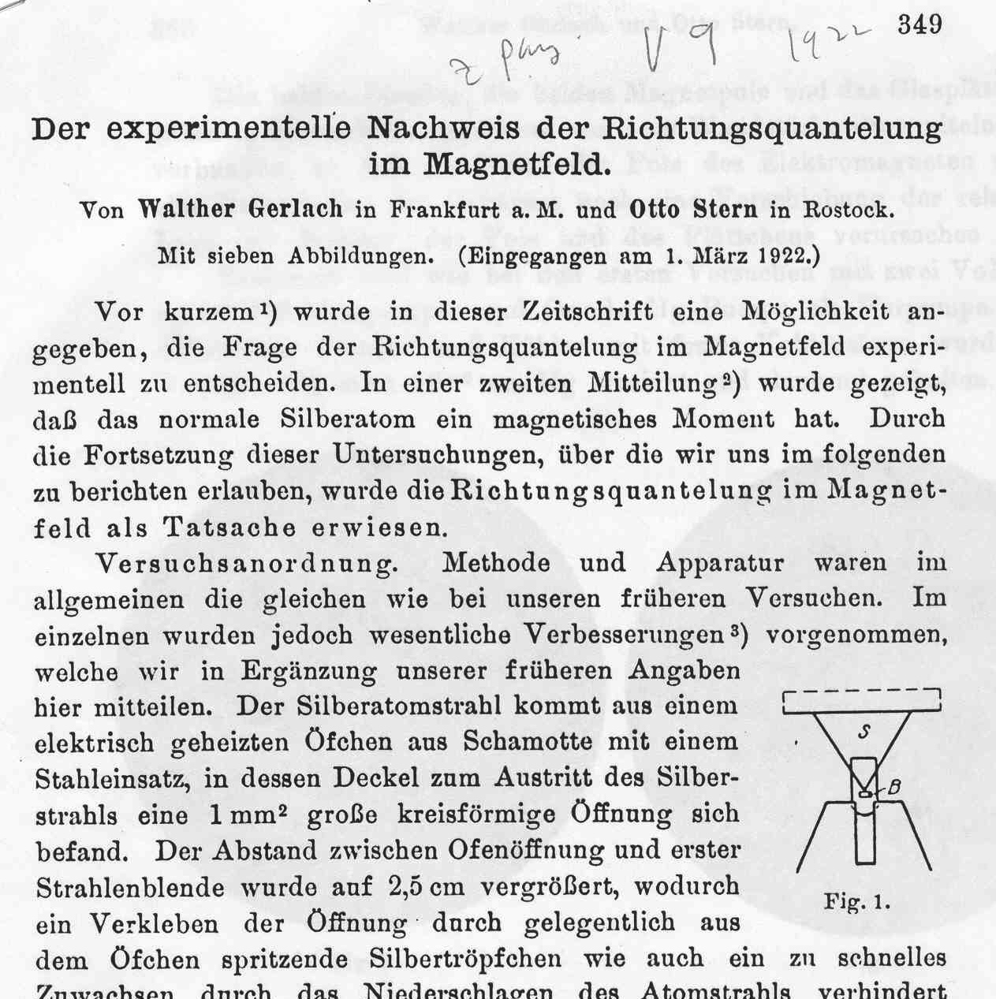 349
z phys. V 9 1922
Der experimentelle Nachweis der Richtungsquantelung
im Magnetfeld.
Von Walther Gerlach in Frankfurt a. M. und Otto Stern in Rostock.
Mit sieben Abbildungen. (Eingegangen am 1. März 1922.)
Vor kurzem¹) wurde in dieser Zeitschrift eine Möglichkeit an-
gegeben, die Frage der Richtungsquantelung im Magnetfeld experi-
mentell zu entscheiden. In einer zweiten Mitteilung²) wurde gezeigt,
daß das normale Silberatom ein magnetisches Moment hat. Durch
die Fortsetzung dieser Untersuchungen, über die wir uns im folgenden
zu berichten erlauben, wurde die Richtungsquantelung im Magnet-
feld als Tatsache erwiesen.
Versuchsanordnung. Methode und Apparatur waren im
allgemeinen die gleichen wie bei unseren früheren Versuchen. Im
einzelnen wurden jedoch wesentliche Verbesserungen³) vorgenommen,
welche wir in Ergänzung unserer früheren Angaben
hier mitteilen. Der Silberatomstrahl kommt aus einem
elektrisch geheizten Öfchen aus Schamotte mit einem
Stahleinsatz, in dessen Deckel zum Austritt des Silber-
strahls eine 1 mm² große kreisförmige Öffnung sich
befand. Der Abstand zwischen Ofenöffnung und erster
Strahlenblende wurde auf 2,5 cm vergrößert, wodurch
ein Verkleben der Öffnung durch gelegentlich aus
dem Öfchen spritzende Silbertröpfchen wie auch ein zu schnelles
Zuwachsen durch das Niederschlagen des Atomstrahls verhindert
S
B
Fig. 1.